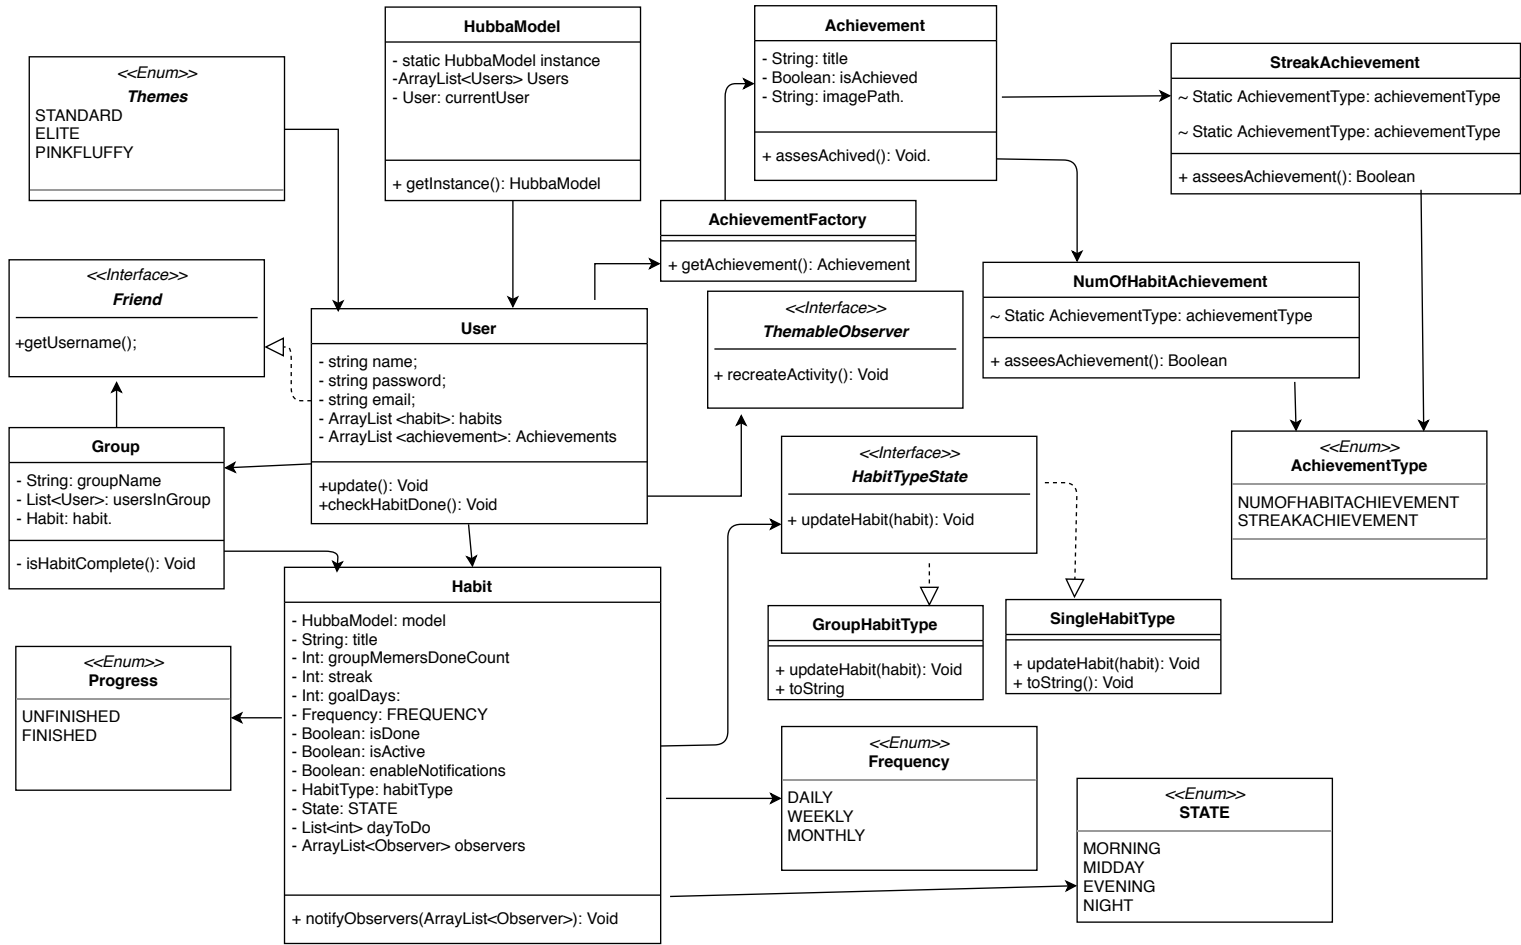 <<Enum>>
Themes
STANDARD
ELITE
PINKFLUFFY
HubbaModel
- static HubbaModel instance
-ArrayList<Users> Users
- User: currentUser
+ getInstance(): HubbaModel
Achievement
- String: title
- Boolean: isAchieved
- String: imagePath.
+ assesAchived(): Void.
StreakAchievement
~ Static AchievementType: achievementType
~ Static AchievementType: achievementType
+ asseesAchievement(): Boolean
AchievementFactory
+ getAchievement(): Achievement
<<Interface>>
Friend
+getUsername();
User
- string name;
- string password;
- string email;
- ArrayList <habit>: habits
- ArrayList <achievement>: Achievements
+update(): Void
+checkHabitDone(): Void
<<Interface>>
ThemableObserver
+ recreateActivity(): Void
NumOfHabitAchievement
~ Static AchievementType: achievementType
+ asseesAchievement(): Boolean
Group
- String: groupName
- List<User>: usersInGroup
- Habit: habit.
- isHabitComplete(): Void
<<Interface>>
HabitTypeState
+ updateHabit(habit): Void
<<Enum>>
AchievementType
NUMOFHABITACHIEVEMENT
STREAKACHIEVEMENT
Habit
- HubbaModel: model
- String: title
- Int: groupMemersDoneCount
- Int: streak
- Int: goalDays:
- Frequency: FREQUENCY
- Boolean: isDone
- Boolean: isActive
- Boolean: enableNotifications
- HabitType: habitType
- State: STATE
- List<int> dayToDo
- ArrayList<Observer> observers
+ notifyObservers(ArrayList<Observer>): Void
GroupHabitType
+ updateHabit(habit): Void
+ toString
SingleHabitType
+ updateHabit(habit): Void
+ toString(): Void
<<Enum>>
Progress
UNFINISHED
FINISHED
<<Enum>>
Frequency
DAILY
WEEKLY
MONTHLY
<<Enum>>
STATE
MORNING
MIDDAY
EVENING
NIGHT